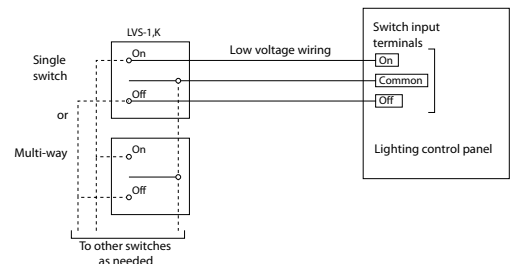 LVS-1,K
Single
switch
or
Multi-way
On
Off
On
Off
To other switches
as needed
Low voltage wiring
Switch input
terminals
On
Common
Off
Lighting control panel